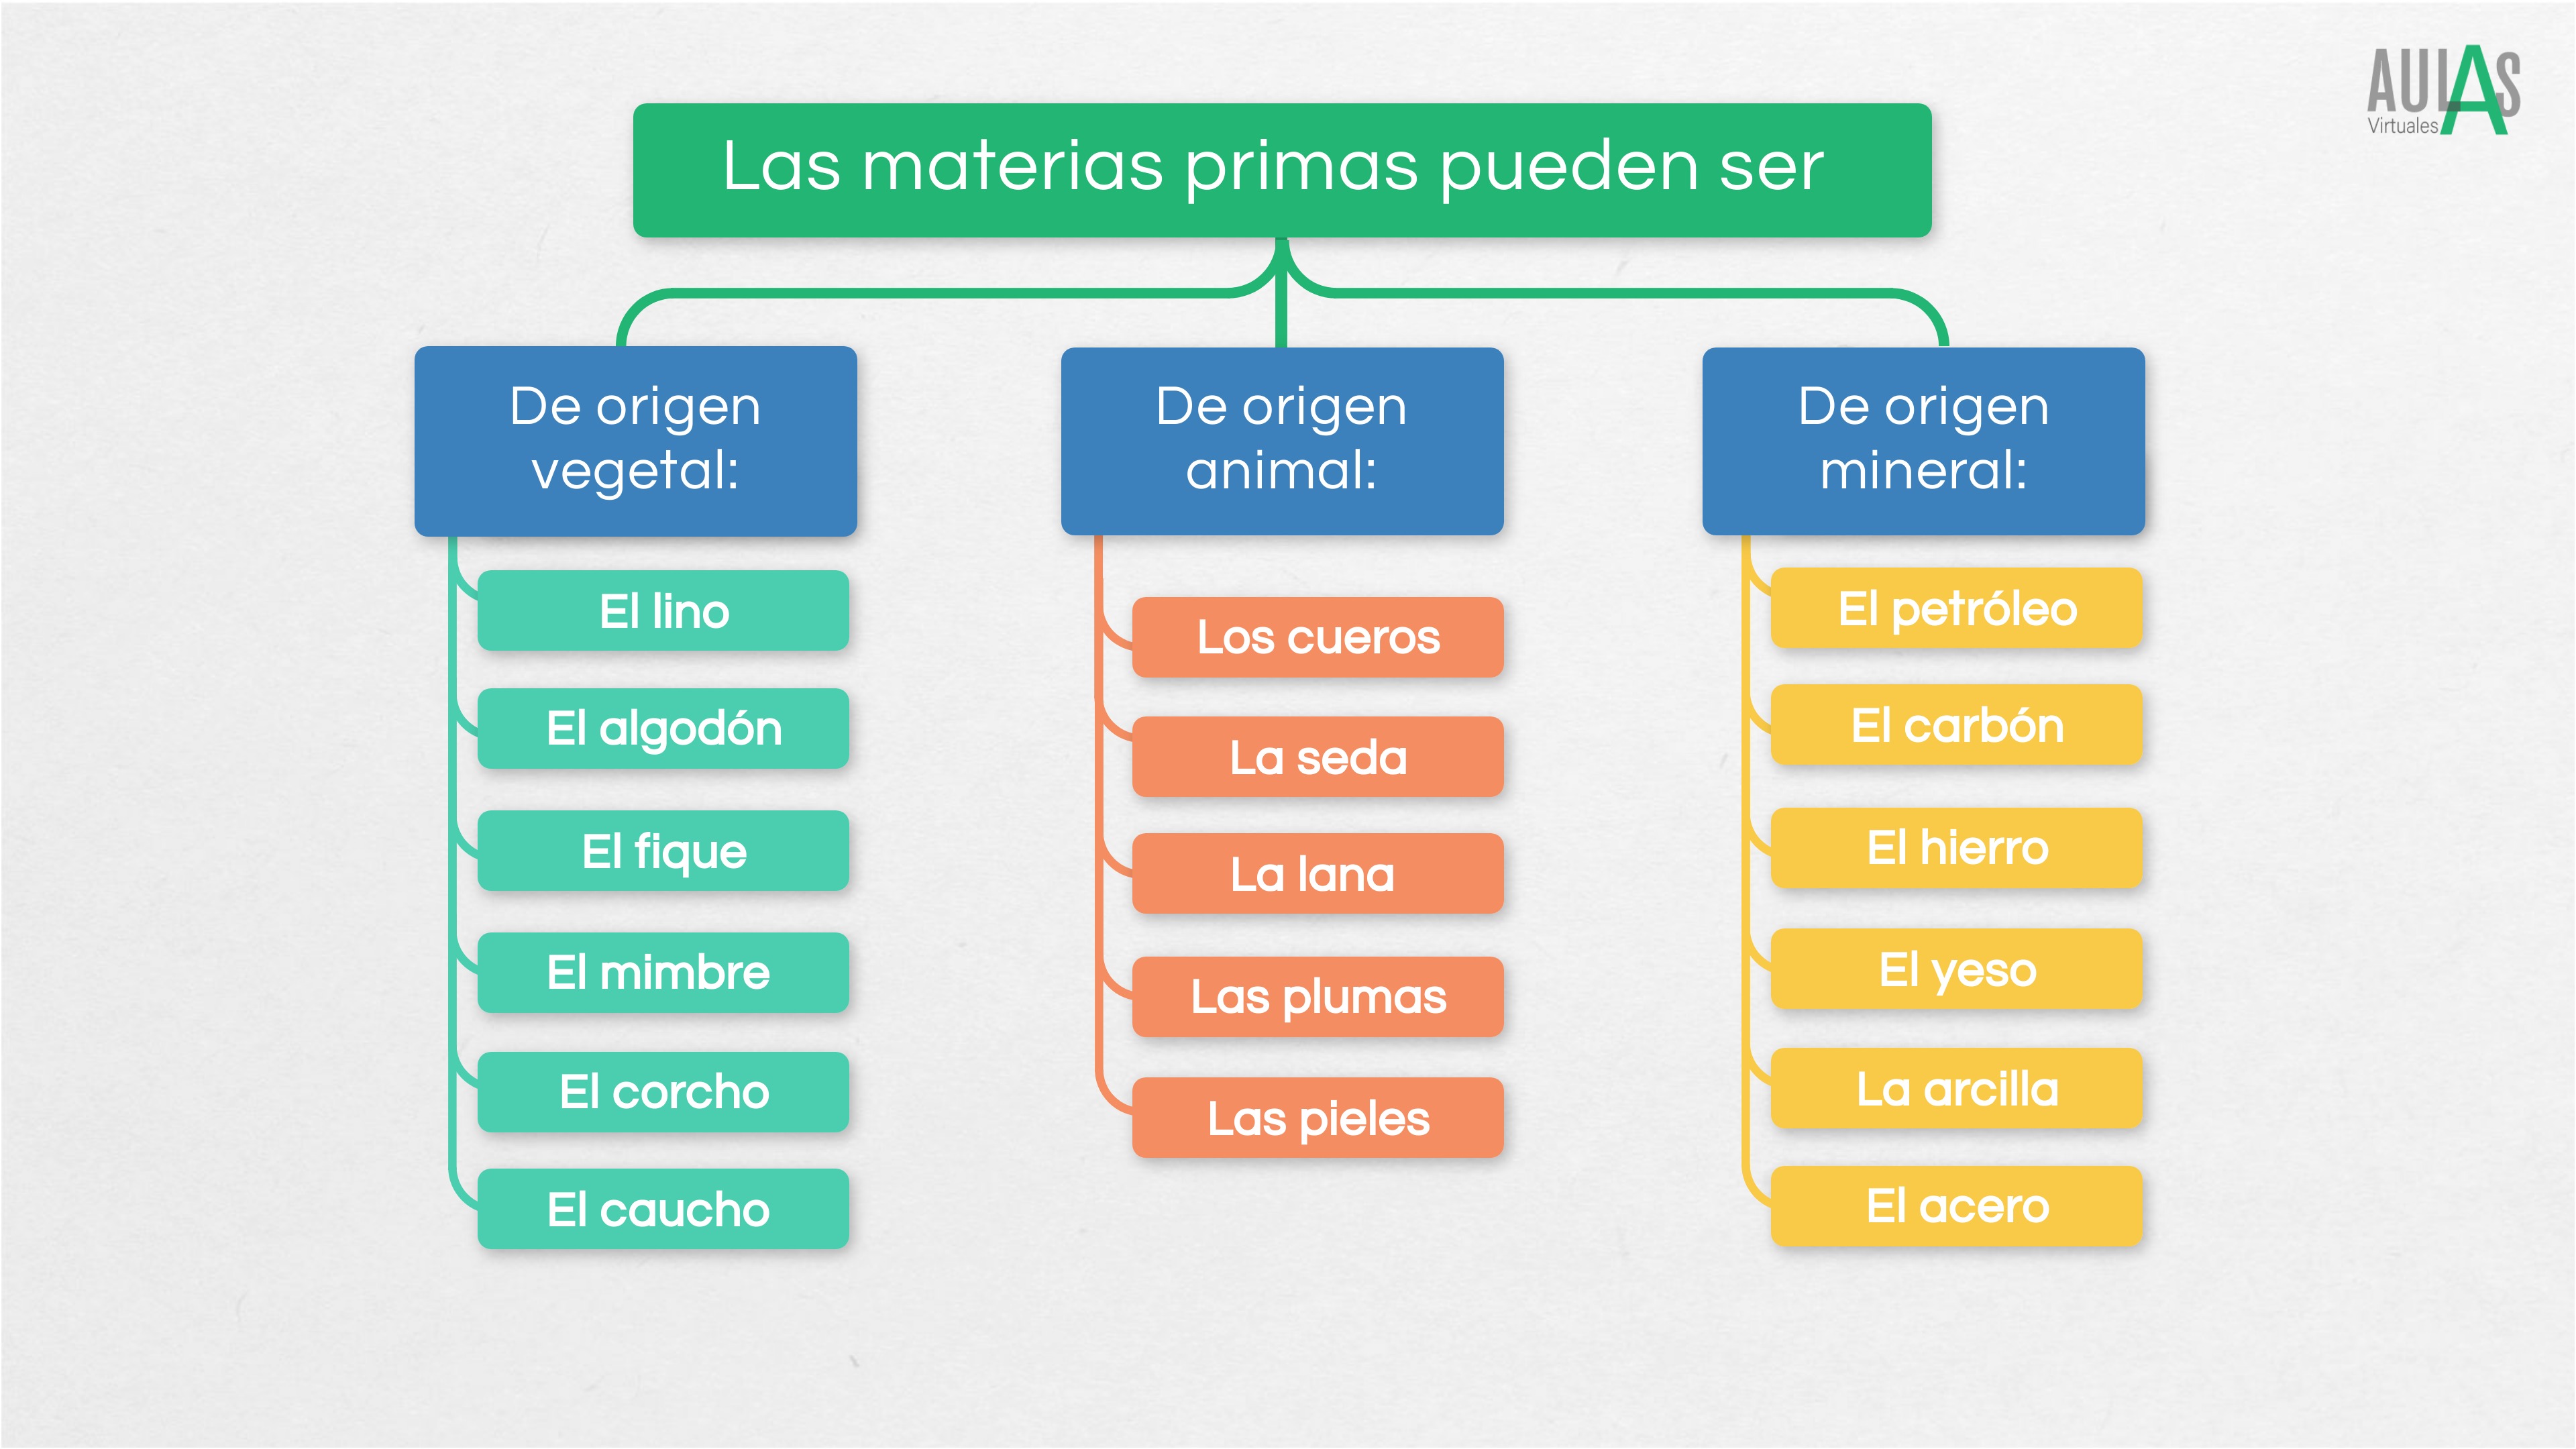 AULAS
Virtuales
Las materias primas pueden ser
De origen
vegetal:
El lino
El algodón
El fique
El mimbre
El corcho
El caucho
De origen
animal:
Los cueros
La seda
La lana
Las plumas
Las pieles
De origen
mineral:
El petróleo
El carbón
El hierro
El yeso
La arcilla
El acero